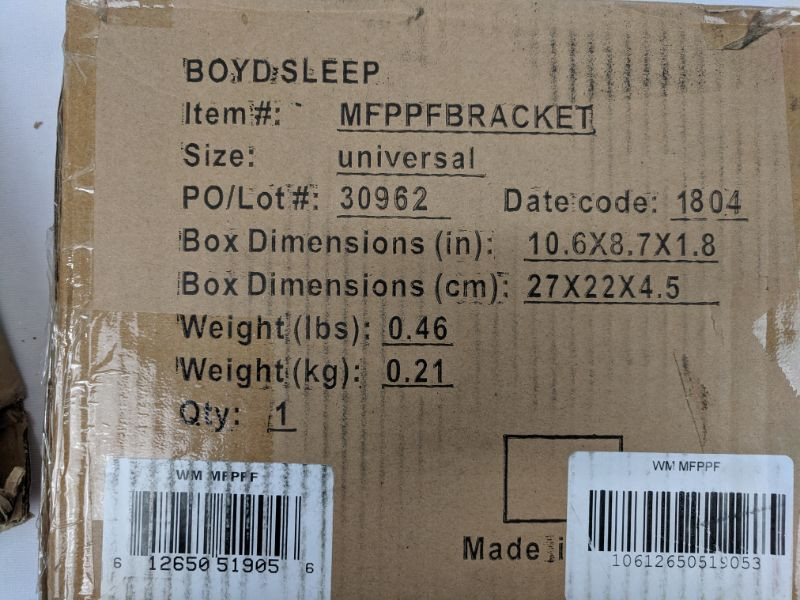 BOYD SLEEP
Item#: MFPPFBRACKET
Size: universal
PO/Lot#: 30962 Date code: 1804
Box Dimensions (in): 10.6X8.7X1.8
Box Dimensions (cm): 27X22X4.5
Weight (lbs): 0.46
Weight (kg): 0.21
Qty: 1
WM MFPPF
6 12650 51905 6
WM MFPPF
Made i
10612650519053